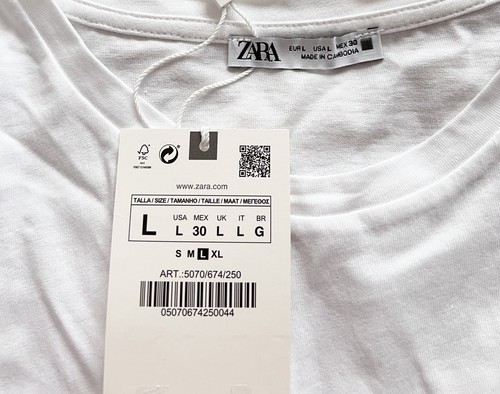 ZARA
EUR L USA L MEX 30
MADE IN CAMBODIA
FSC
www.zara.com
TALLA / SIZE / TAMANHO / TAILLE / MAAT / ΜΕΓΕΘΟΣ
USA MEX UK IT BR
L L 30 L L G
S M L XL
ART.:5070/674/250
05070674250044